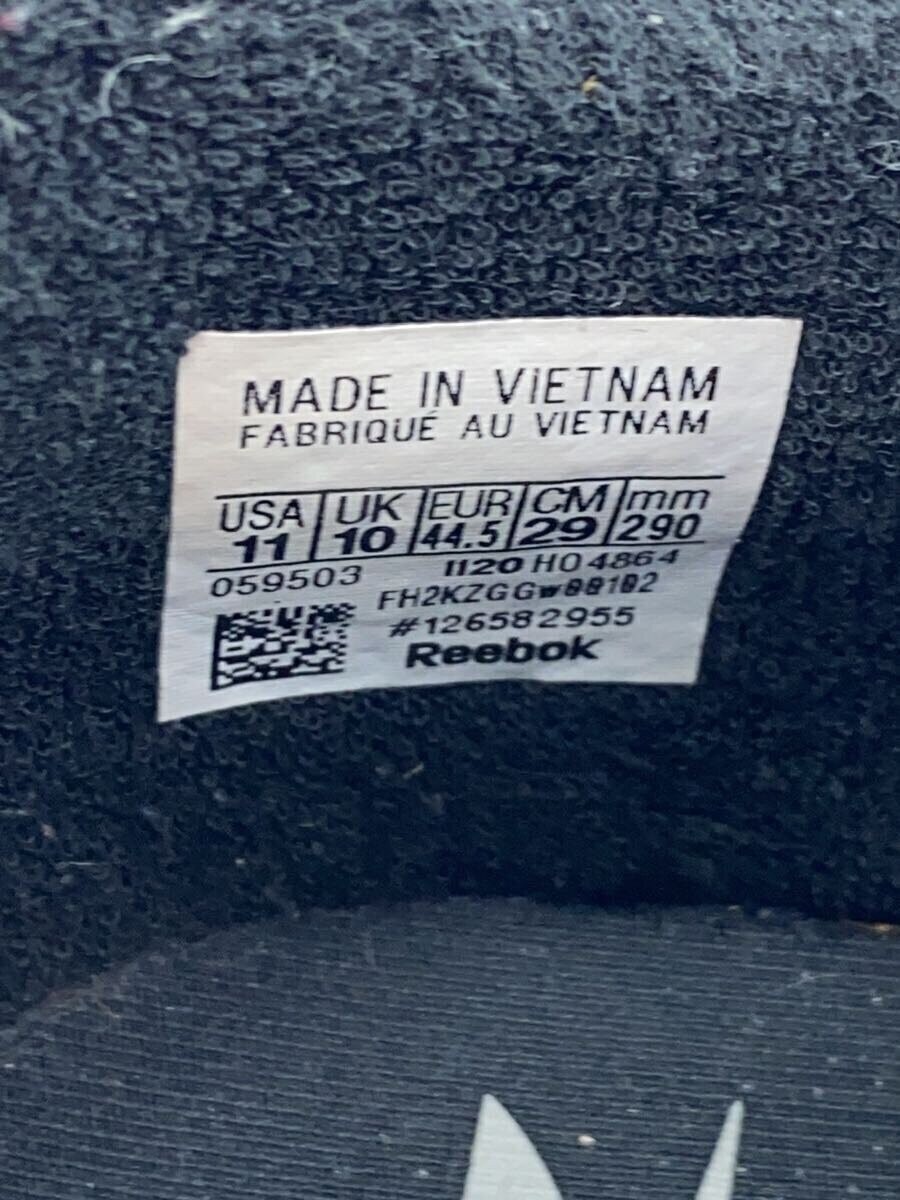 MADE IN VIETNAM
FABRIQUÉ AU VIETNAM
USA UK EUR CM mm
11 10 44.5 29 290
059503 1120 H04864
FH2KZGGw00102
#126582955
Reebok